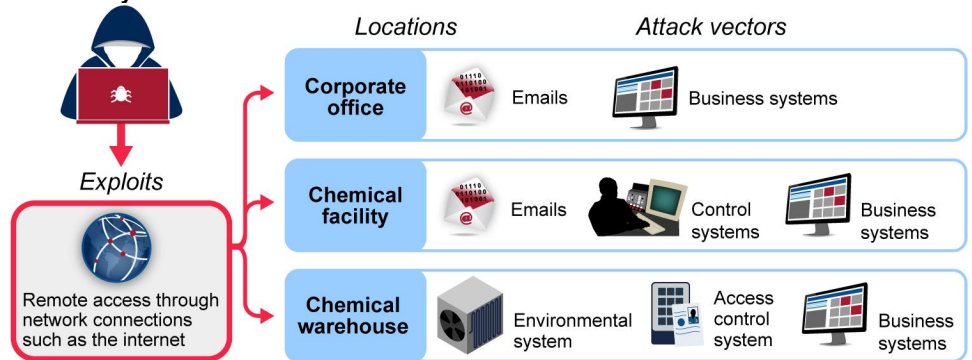 Locations
Attack vectors
Exploits
Remote access through
network connections
such as the internet
Corporate
office
01110
0110100
101001
@
Emails
Business systems
Chemical
facility
01110
0110100
101001
@
Emails
Control
systems
Business
systems
Chemical
warehouse
Environmental
system
Access
control
system
Business
systems